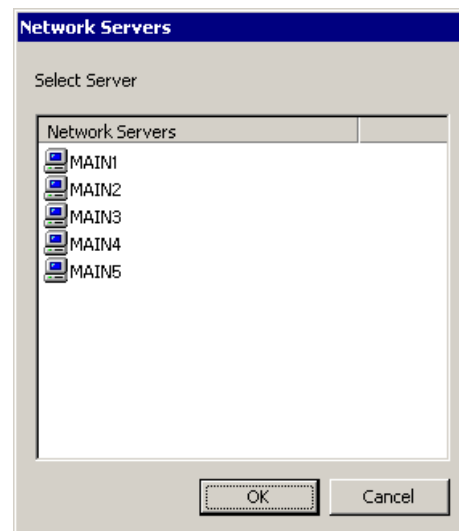 Network Servers
Select Server
Network Servers
MAIN1
MAIN2
MAIN3
MAIN4
MAIN5
OK Cancel